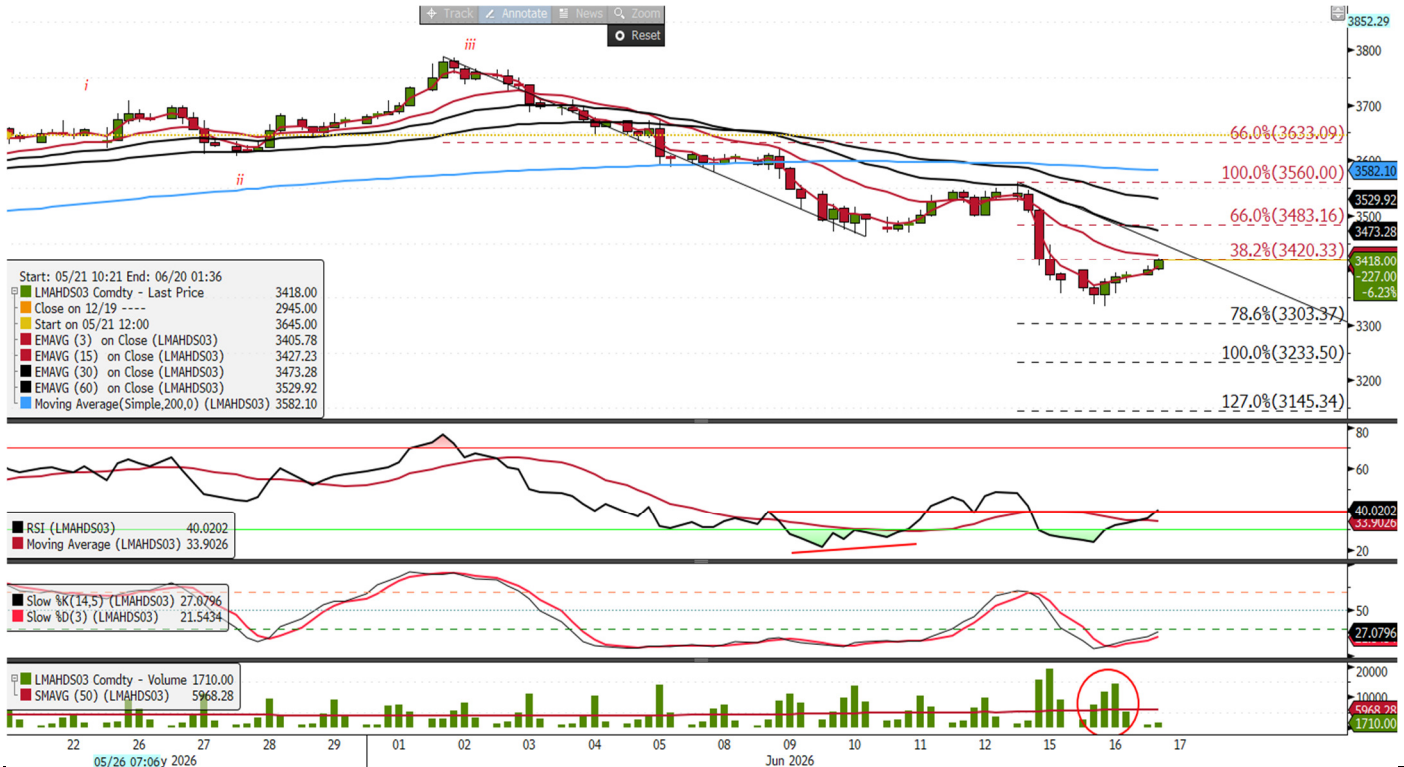 Track Annotate News Zoom
Reset
3852.29
iii
3800
i
3700
66.0%(3633.09)
3600
100.0%(3560.00)
3582.10
ii
3529.92
3500
66.0%(3483.16)
3473.28
38.2%(3420.33)
3418.00
-227.00
-6.23%
78.6%(3303.37)
3300
100.0%(3233.50)
3200
127.0%(3145.34)
Start: 05/21 10:21 End: 06/20 01:36
LMAHDS03 Comdty - Last Price 3418.00
Close on 12/19 ---- 2945.00
Start on 05/21 12:00 3645.00
EMAVG (3) on Close (LMAHDS03) 3405.78
EMAVG (15) on Close (LMAHDS03) 3427.23
EMAVG (30) on Close (LMAHDS03) 3473.28
EMAVG (60) on Close (LMAHDS03) 3529.92
Moving Average(Simple,200,0) (LMAHDS03) 3582.10
80
60
40.0202
33.9026
20
RSI (LMAHDS03) 40.0202
Moving Average (LMAHDS03) 33.9026
Slow %K(14,5) (LMAHDS03) 27.0796
Slow %D(3) (LMAHDS03) 21.5434
50
27.0796
LMAHDS03 Comdty - Volume 1710.00
SMAVG (50) (LMAHDS03) 5968.28
20000
10000
5968.28
1710.00
22 26 27 28 29 01 02 03 04 05 08 09 10 11 12 15 16 17
05/26 07:06 y 2026 Jun 2026